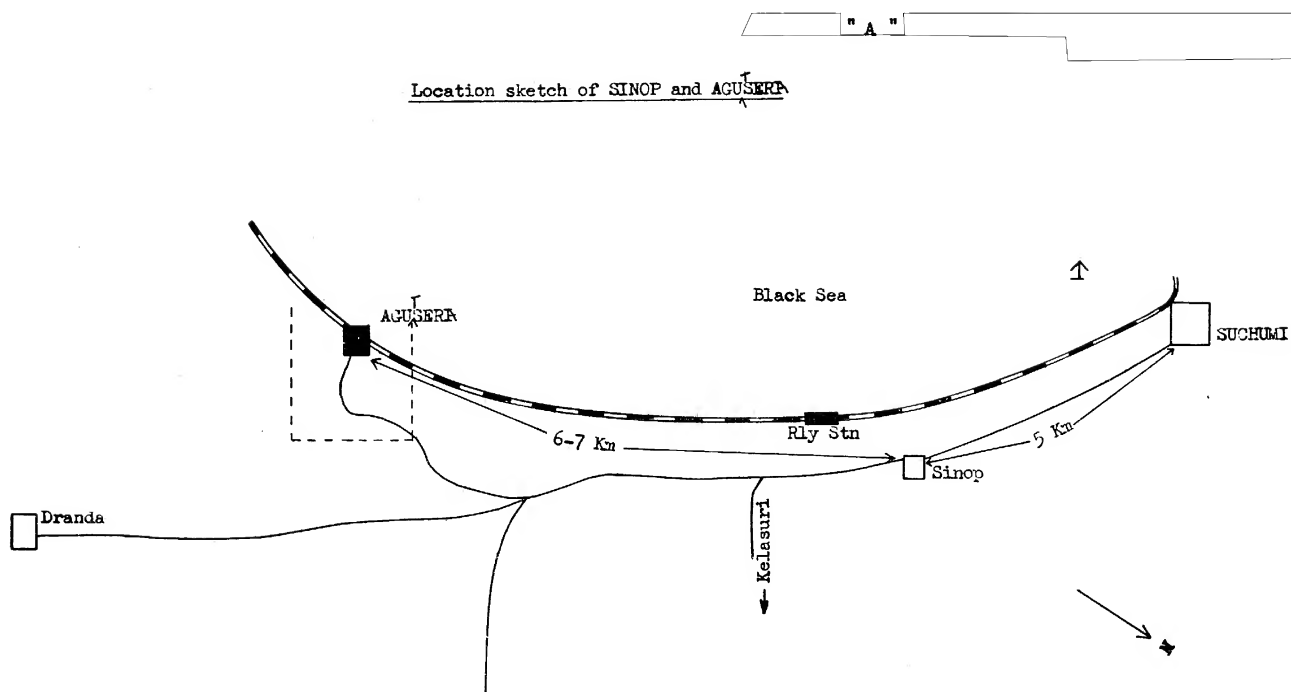 " A "
Location sketch of SINOP and AGUSERA
Black Sea
AGUSERA
SUCHUMI
Rly Stn
6-7 Km
5 Km
Sinop
Dranda
Kelasuri
N